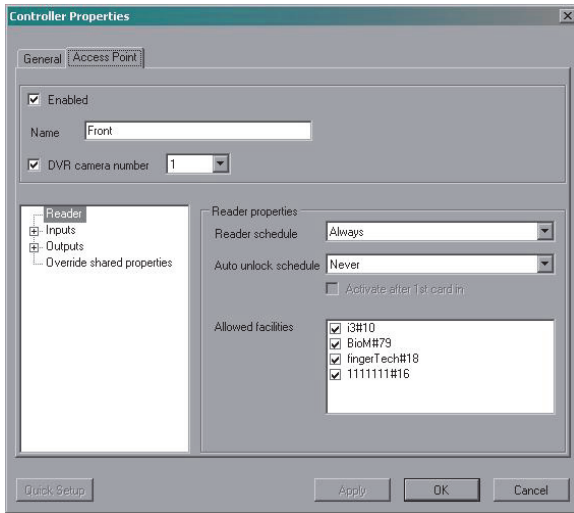 Controller Properties
General
Access Point
Enabled
Name
Front
DVR camera number
1
Reader
Inputs
Outputs
Override shared properties
Reader properties
Reader schedule
Always
Auto unlock schedule
Never
Activate after 1st card in
Allowed facilities
i3#10
BioM#79
fingerTech#18
1111111#16
Quick Setup
Apply
OK
Cancel